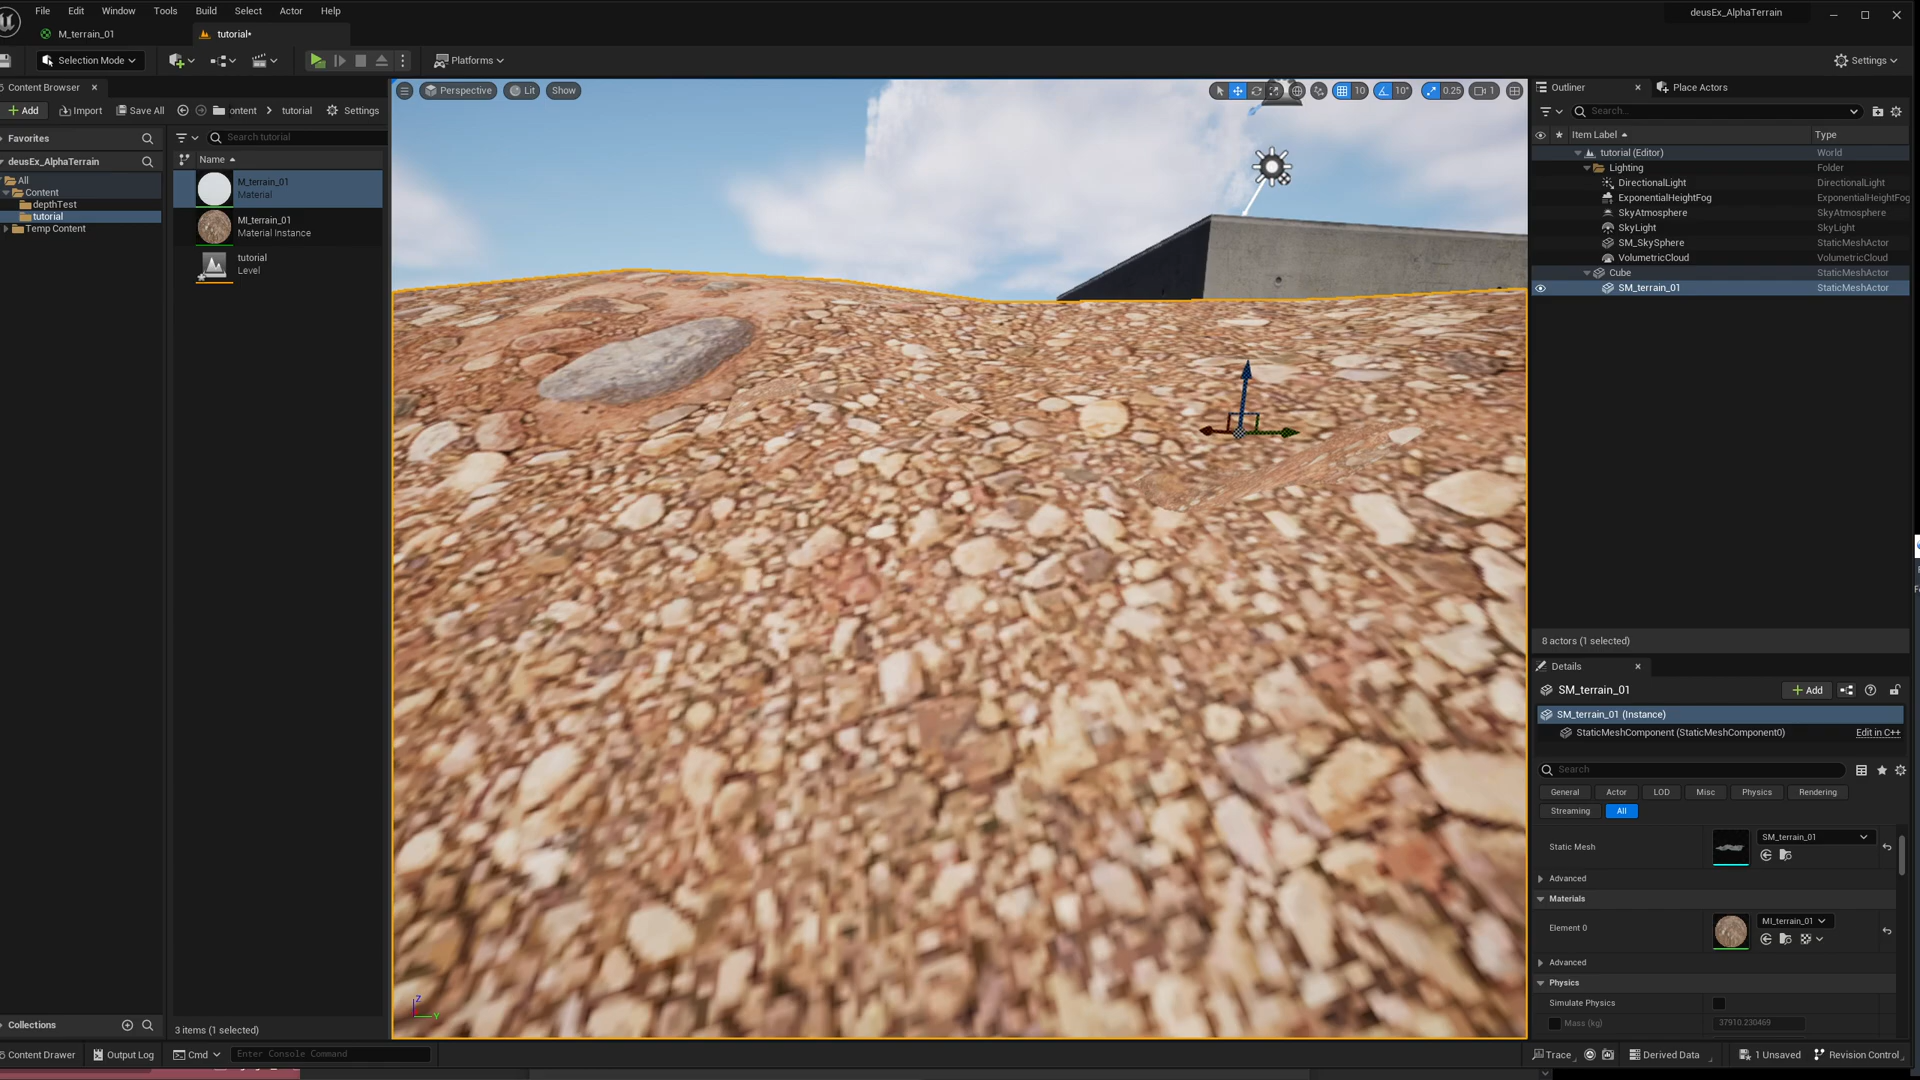 File Edit Window Tools Build Select Actor Help
deusEx_AlphaTerrain
M_terrain_01
tutorial*
Selection Mode
Platforms
Settings
Content Browser
Add Import Save All ontent > tutorial Settings
Favorites
deusEx_AlphaTerrain
All
Content
depthTest
tutorial
Temp Content
Collections
Search tutorial
Name
M_terrain_01
Material
MI_terrain_01
Material Instance
tutorial
Level
3 items (1 selected)
Perspective Lit Show
10 10° 0.25 1
Z
Y
Outliner Place Actors
Search...
Item Label Type
tutorial (Editor) World
Lighting Folder
DirectionalLight DirectionalLight
ExponentialHeightFog ExponentialHeightFog
SkyAtmosphere SkyAtmosphere
SkyLight SkyLight
SM_SkySphere StaticMeshActor
VolumetricCloud VolumetricCloud
Cube StaticMeshActor
SM_terrain_01 StaticMeshActor
8 actors (1 selected)
Details
SM_terrain_01 Add
SM_terrain_01 (Instance)
StaticMeshComponent (StaticMeshComponent0) Edit in C++
Search
General Actor LOD Misc Physics Rendering
Streaming All
Static Mesh SM_terrain_01
Advanced
Materials
Element 0 MI_terrain_01
Advanced
Physics
Simulate Physics
Mass (kg) 37910.230469
Content Drawer Output Log Cmd Enter Console Command
Trace Derived Data 1 Unsaved Revision Control